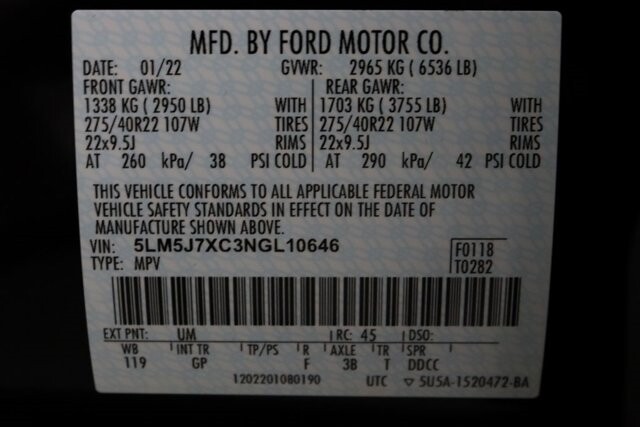 MFD. BY FORD MOTOR CO.
DATE: 01/22 GVWR: 2965 KG ( 6536 LB)
FRONT GAWR: REAR GAWR:
1338 KG ( 2950 LB) WITH 1703 KG ( 3755 LB) WITH
275/40R22 107W TIRES 275/40R22 107W TIRES
22x9.5J RIMS 22x9.5J RIMS
AT 260 kPa/ 38 PSI COLD AT 290 kPa/ 42 PSI COLD
THIS VEHICLE CONFORMS TO ALL APPLICABLE FEDERAL MOTOR
VEHICLE SAFETY STANDARDS IN EFFECT ON THE DATE OF
MANUFACTURE SHOWN ABOVE.
VIN: 5LM5J7XC3NGL10646 F0118
TYPE: MPV T0282
EXT PNT: UM RC: 45 DSO:
WB INT TR TP/PS R AXLE TR SPR
119 GP F 3B T DDCC
1202201080190 UTC ▽ 5U5A-1520472-BA